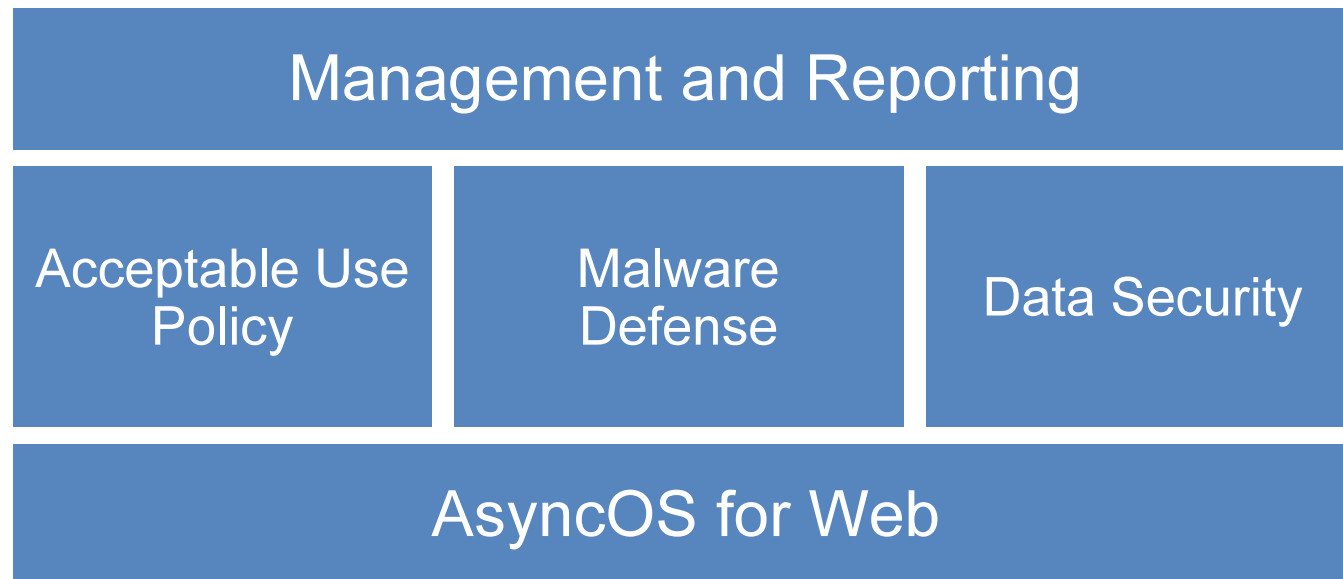 Management and Reporting
Acceptable Use
Policy
Malware
Defense
Data Security
AsyncOS for Web